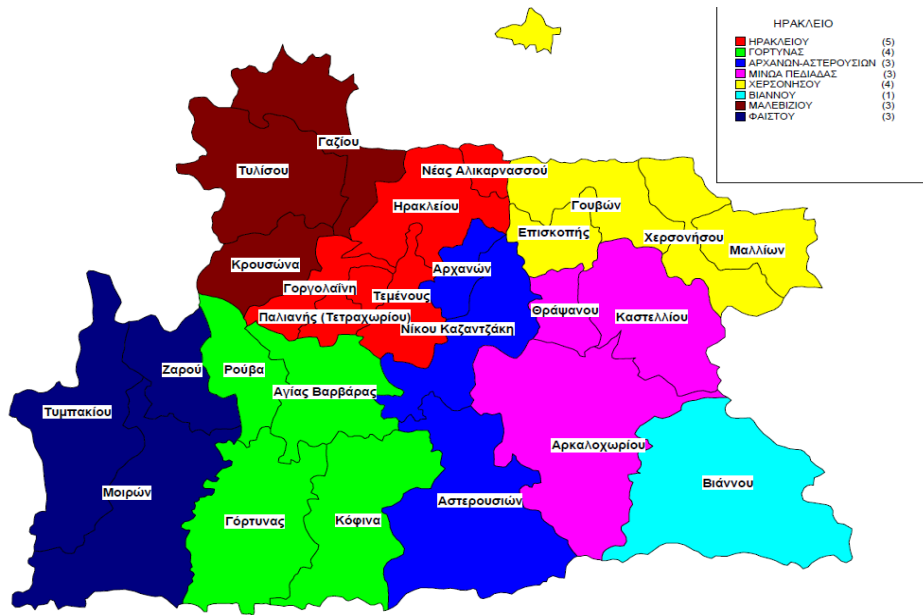 ΗΡΑΚΛΕΙΟ
ΗΡΑΚΛΕΙΟΥ (5)
ΓΟΡΤΥΝΑΣ (4)
ΑΡΧΑΝΩΝ-ΑΣΤΕΡΟΥΣΙΩΝ (3)
ΜΙΝΩΑ ΠΕΔΙΑΔΑΣ (3)
ΧΕΡΣΟΝΗΣΟΥ (4)
ΒΙΑΝΝΟΥ (1)
ΜΑΛΕΒΙΖΙΟΥ (3)
ΦΑΙΣΤΟΥ (3)
Γαζίου
Τυλίσου
Νέας Αλικαρνασσού
Ηρακλείου
Γουβών
Επισκοπής
Χερσονήσου
Μαλλίων
Κρουσώνα
Αρχανών
Γοργολαΐνη
Τεμένους
Θράψανου
Καστελλίου
Παλιανής (Τετραχωρίου)
Νίκου Καζαντζάκη
Ζαρού
Ρούβα
Αγίας Βαρβάρας
Τυμπακίου
Αρκαλοχωρίου
Βιάννου
Μοιρών
Αστερουσιών
Γόρτυνας
Κόφινα